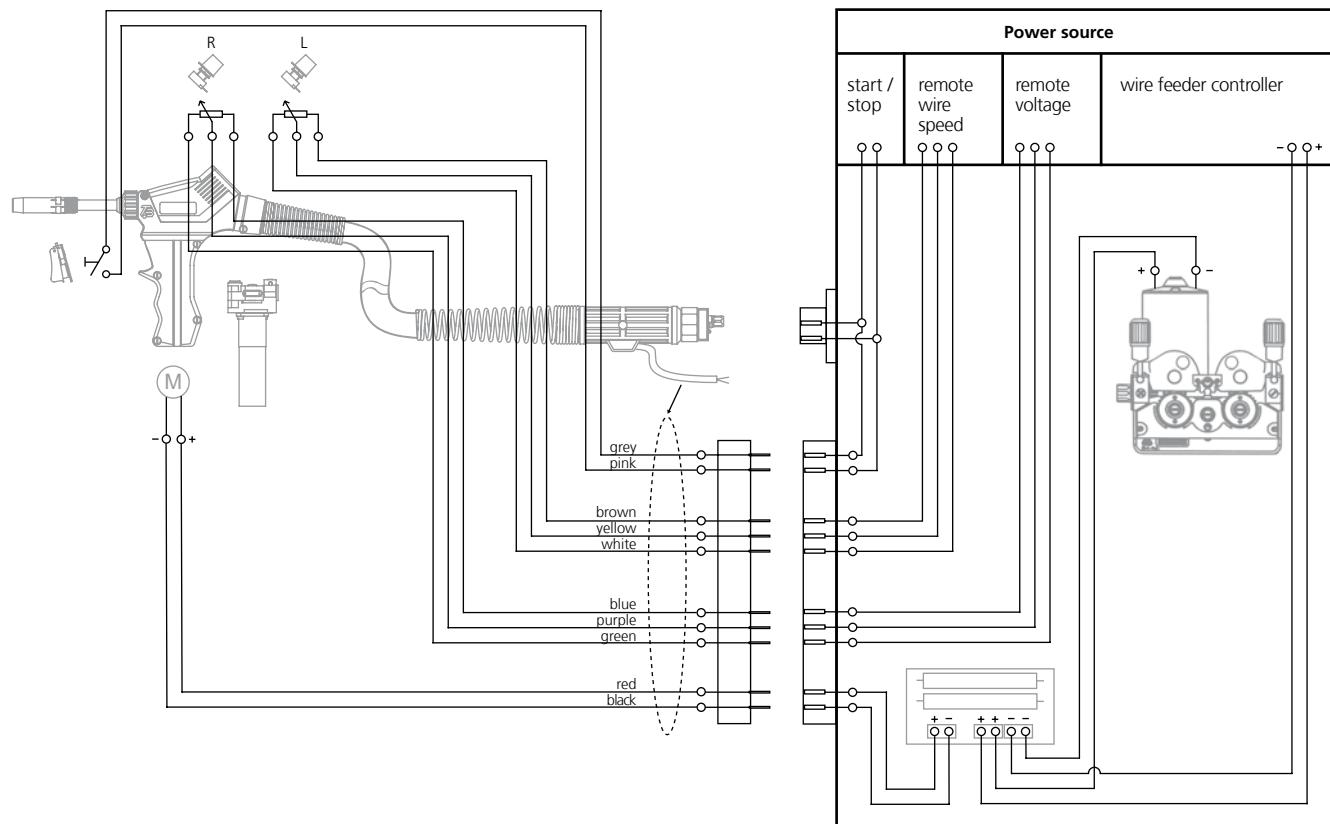 Power source
R
L
start /
stop
remote
wire
speed
remote
voltage
wire feeder controller
- +
+ -
M
- +
grey
pink
brown
yellow
white
blue
purple
green
red
black
+ - + + - -